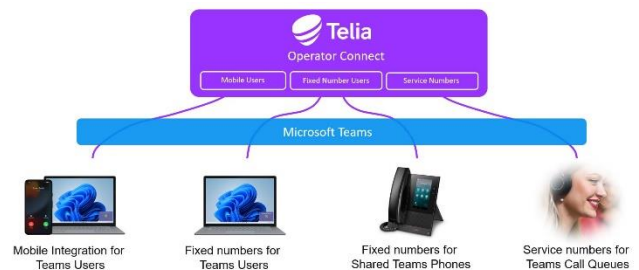 Telia
Operator Connect
Mobile Users
Fixed Number Users
Service Numbers
Microsoft Teams
Mobile Integration for
Teams Users
Fixed numbers for
Teams Users
Fixed numbers for
Shared Teams Phones
Service numbers for
Teams Call Queues